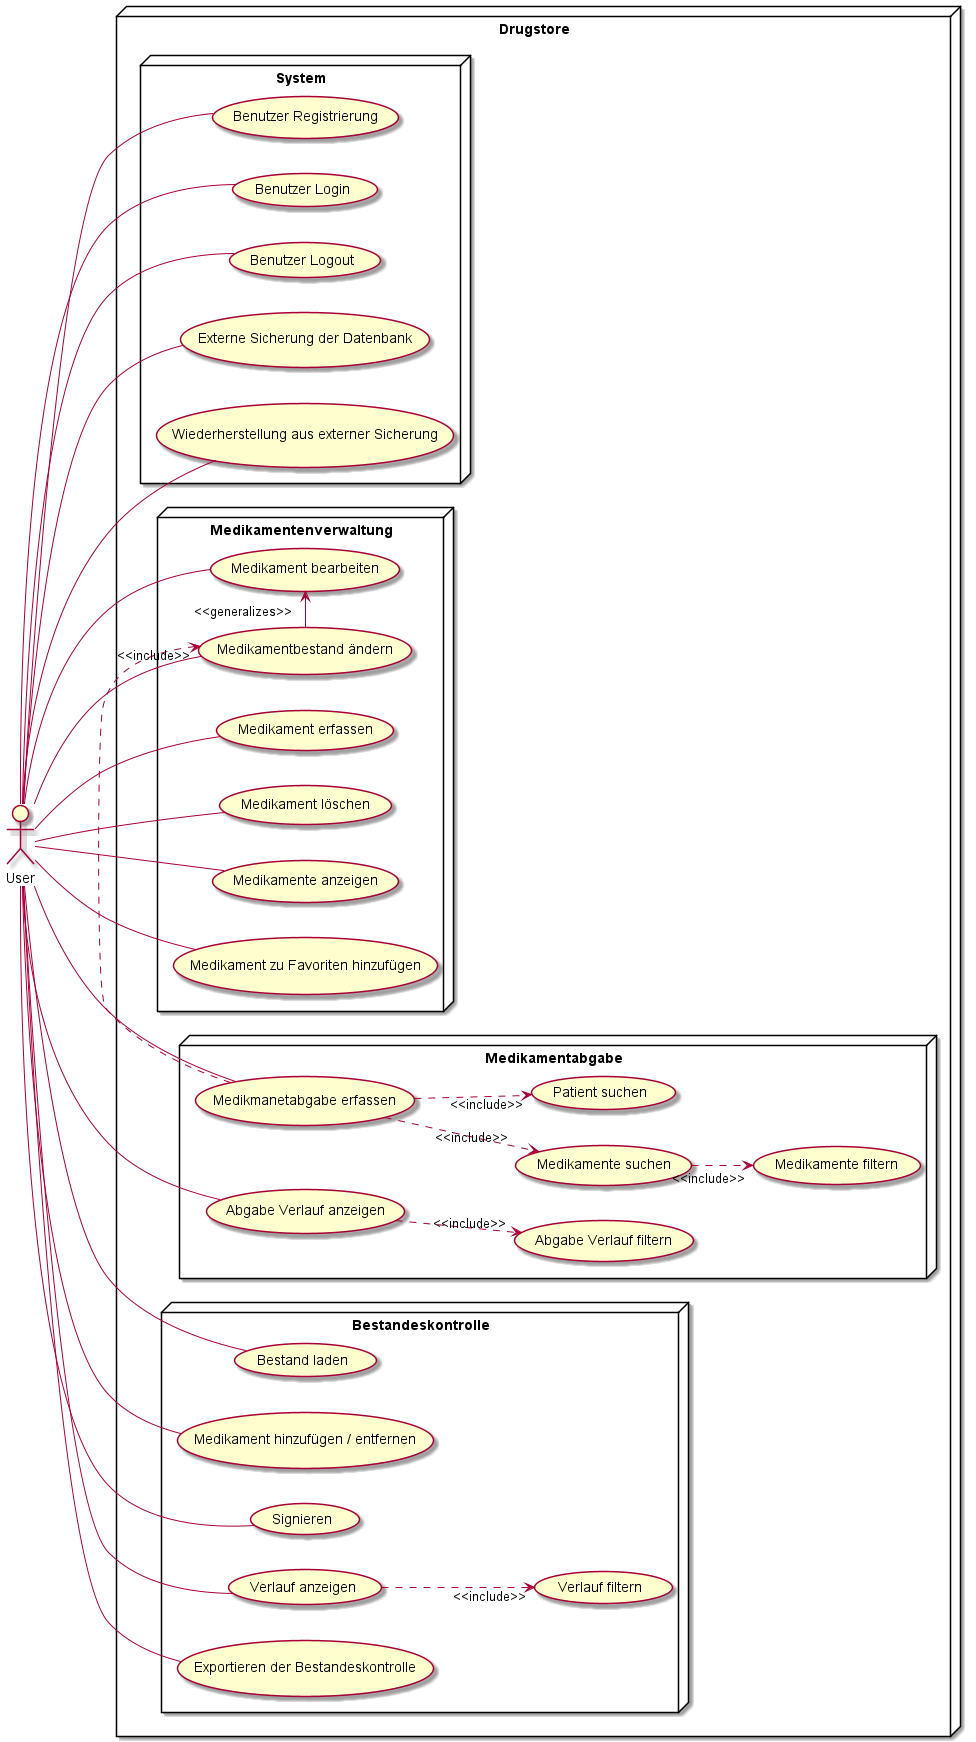 Drugstore
System
Benutzer Registrierung
Benutzer Login
Benutzer Logout
Externe Sicherung der Datenbank
Wiederherstellung aus externer Sicherung
Medikamentenverwaltung
Medikament bearbeiten
<<generalizes>>
Medikamentbestand ändern
<<include>>
Medikament erfassen
Medikament löschen
Medikamente anzeigen
User
Medikament zu Favoriten hinzufügen
Medikamentabgabe
Medikmanetabgabe erfassen
Patient suchen
<<include>>
<<include>>
Medikamente suchen
Medikamente filtern
<<include>>
Abgabe Verlauf anzeigen
<<include>>
Abgabe Verlauf filtern
Bestandeskontrolle
Bestand laden
Medikament hinzufügen / entfernen
Signieren
Verlauf anzeigen
<<include>>
Verlauf filtern
Exportieren der Bestandeskontrolle